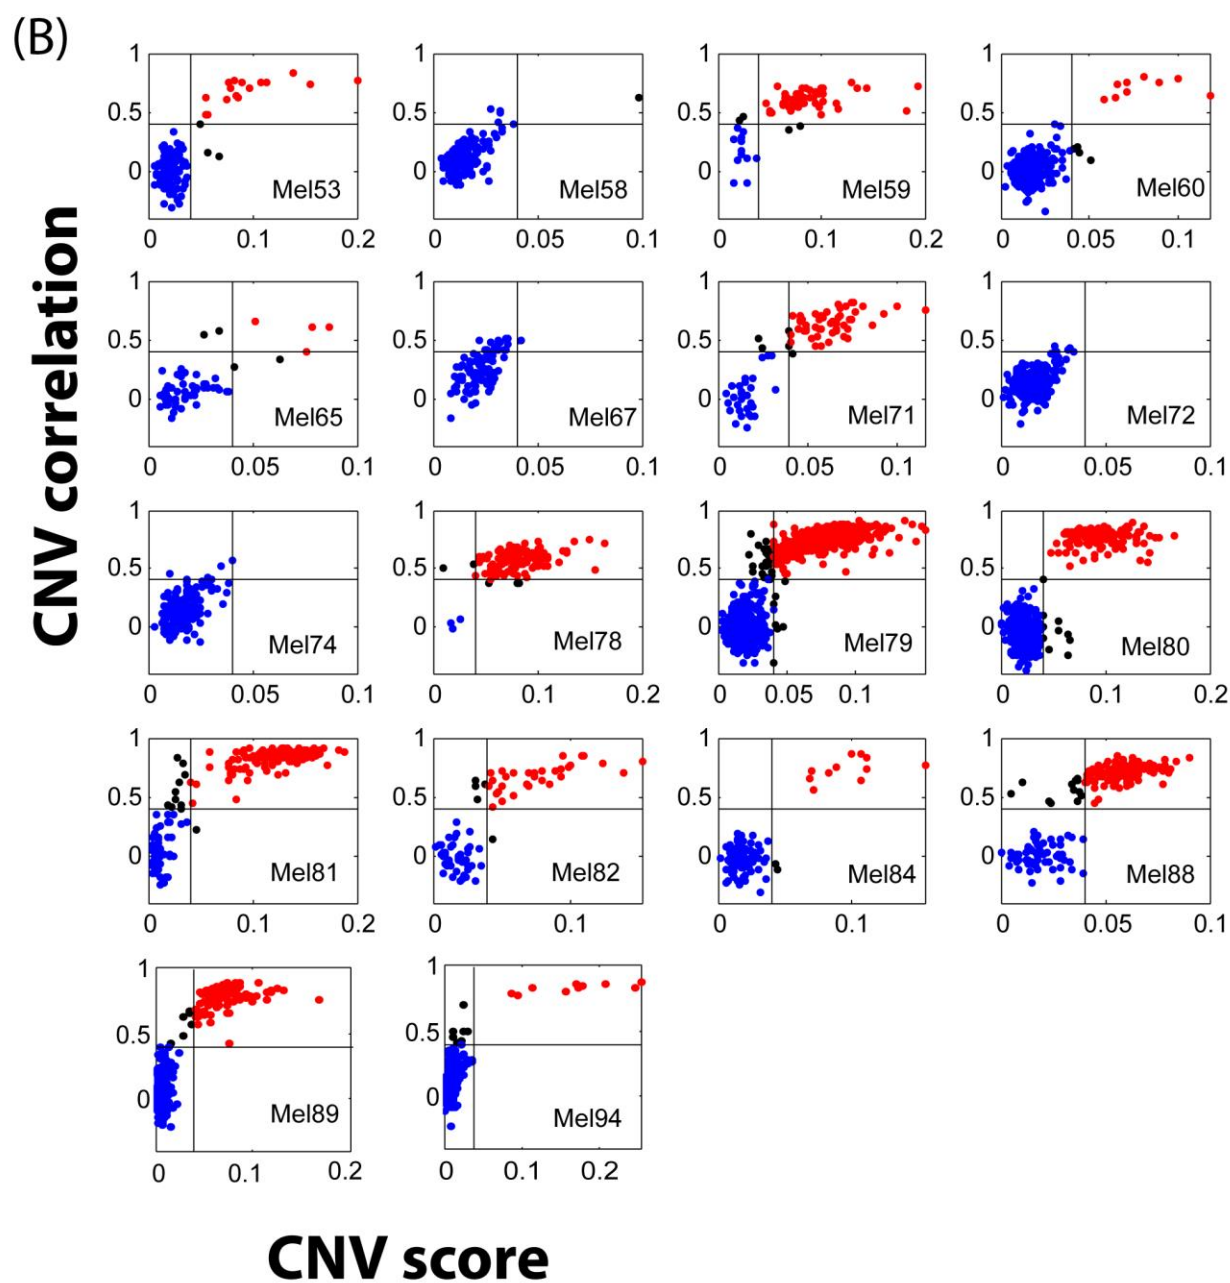 (B)
CNV correlation
1 0.5 0 Mel53 0 0.1 0.2
1 0.5 0 Mel58 0 0.05 0.1
1 0.5 0 Mel59 0 0.1 0.2
1 0.5 0 Mel60 0 0.05 0.1
1 0.5 0 Mel65 0 0.05 0.1
1 0.5 0 Mel67 0 0.05 0.1
1 0.5 0 Mel71 0 0.05 0.1
1 0.5 0 Mel72 0 0.05 0.1
1 0.5 0 Mel74 0 0.05 0.1
1 0.5 0 Mel78 0 0.1 0.2
1 0.5 0 Mel79 0 0.05 0.1
1 0.5 0 Mel80 0 0.1 0.2
1 0.5 0 Mel81 0 0.1 0.2
1 0.5 0 Mel82 0 0.1
1 0.5 0 Mel84 0 0.1
1 0.5 0 Mel88 0 0.05 0.1
1 0.5 0 Mel89 0 0.1 0.2
1 0.5 0 Mel94 0 0.1 0.2
CNV score